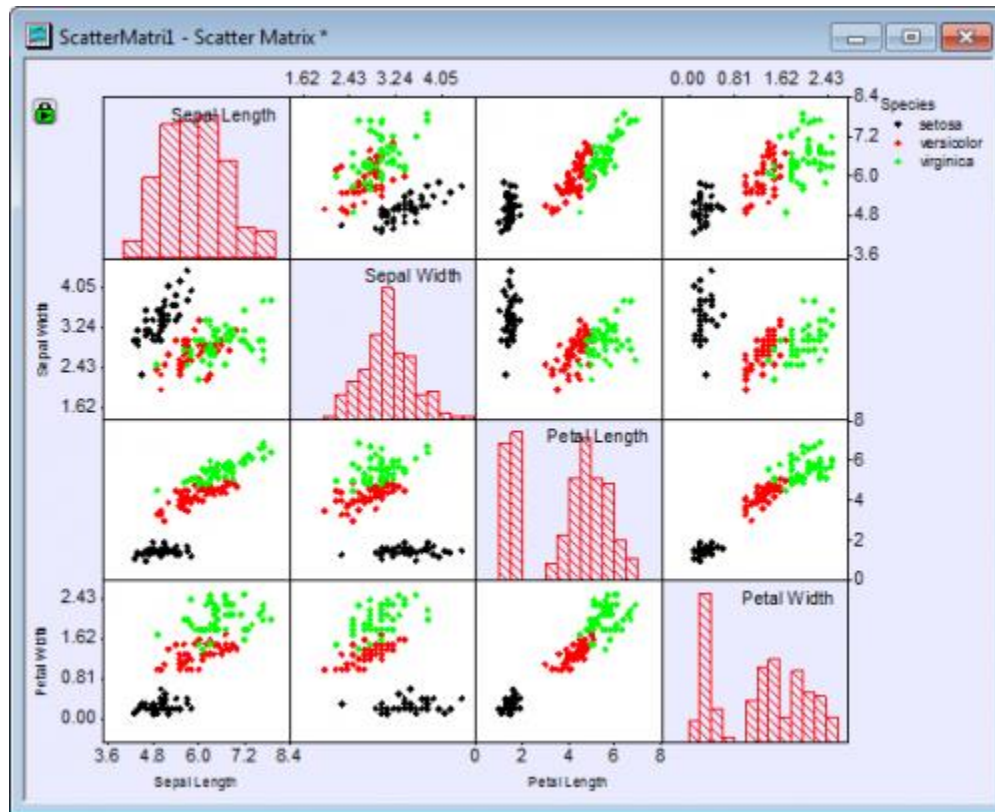 ScatterMatri1 - Scatter Matrix *
1.62 2.43 3.24 4.05
0.00 0.81 1.62 2.43
Sepal Length
8.4
7.2
6.0
4.8
3.6
Species
setosa
versicolor
virginica
Sepal Width
4.05
3.24
2.43
1.62
Sepal Width
Petal Length
8
6
4
2
0
Petal Width
2.43
1.62
0.81
0.00
Petal Width
3.6 4.8 6.0 7.2 8.4
Sepal Length
0 2 4 6 8
Petal Length